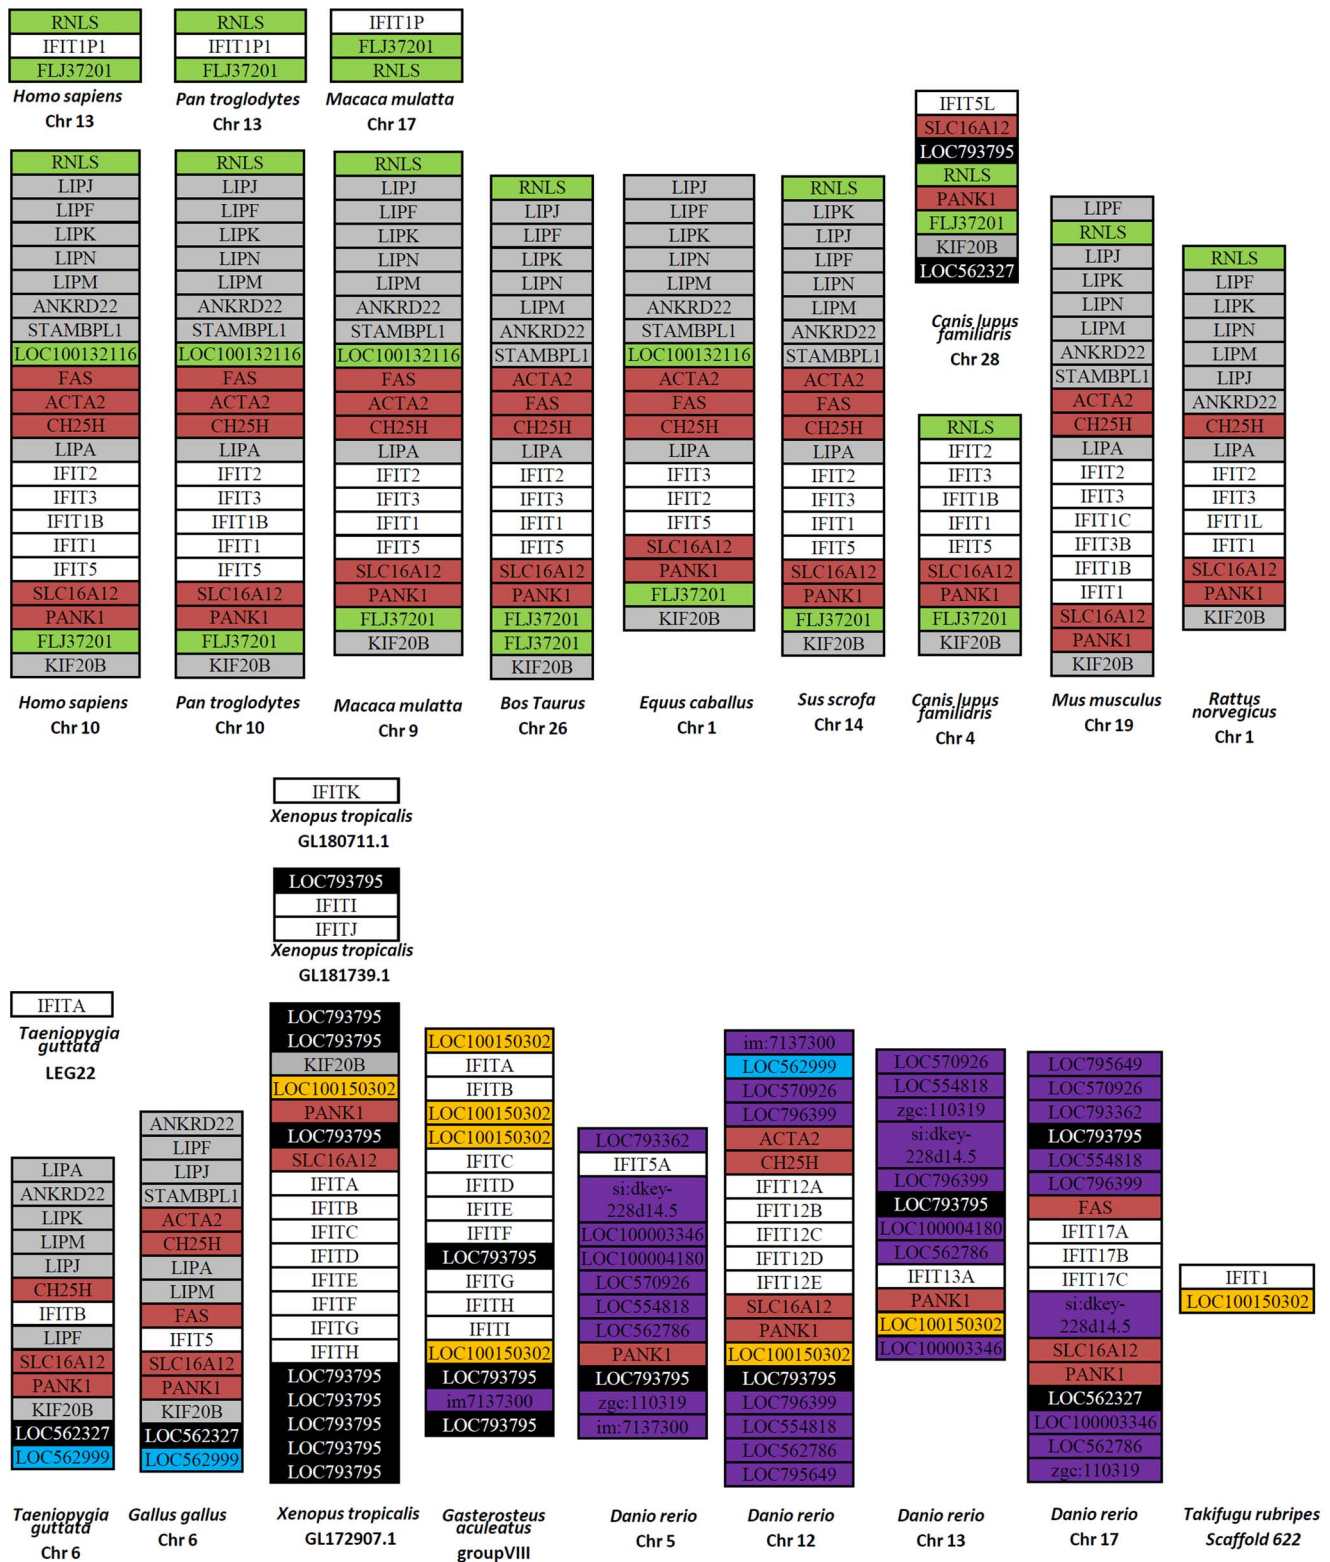 RNLS
IFIT1P1
FLJ37201
Homo sapiens
Chr 13
RNLS
IFIT1P1
FLJ37201
Pan troglodytes
Chr 13
IFIT1P
FLJ37201
RNLS
Macaca mulatta
Chr 17
IFIT5L
SLC16A12
LOC793795
RNLS
PANK1
FLJ37201
KIF20B
LOC562327
Canis lupus
familiaris
Chr 28
RNLS
LIPJ
LIPF
LIPK
LIPN
LIPM
ANKRD22
STAMBPL1
LOC100132116
FAS
ACTA2
CH25H
LIPA
IFIT2
IFIT3
IFIT1B
IFIT1
IFIT5
SLC16A12
PANK1
FLJ37201
KIF20B
Homo sapiens
Chr 10
RNLS
LIPJ
LIPF
LIPK
LIPN
LIPM
ANKRD22
STAMBPL1
LOC100132116
FAS
ACTA2
CH25H
LIPA
IFIT2
IFIT3
IFIT1B
IFIT1
IFIT5
SLC16A12
PANK1
FLJ37201
KIF20B
Pan troglodytes
Chr 10
RNLS
LIPJ
LIPF
LIPK
LIPN
LIPM
ANKRD22
STAMBPL1
LOC100132116
FAS
ACTA2
CH25H
LIPA
IFIT2
IFIT3
IFIT1
IFIT5
SLC16A12
PANK1
FLJ37201
KIF20B
Macaca mulatta
Chr 9
RNLS
LIPJ
LIPF
LIPK
LIPN
LIPM
ANKRD22
STAMBPL1
ACTA2
FAS
CH25H
LIPA
IFIT2
IFIT3
IFIT1
IFIT5
SLC16A12
PANK1
FLJ37201
FLJ37201
KIF20B
Bos Taurus
Chr 26
LIPJ
LIPF
LIPK
LIPN
LIPM
ANKRD22
STAMBPL1
LOC100132116
ACTA2
FAS
CH25H
LIPA
IFIT3
IFIT2
IFIT5
SLC16A12
PANK1
FLJ37201
KIF20B
Equus caballus
Chr 1
RNLS
LIPK
LIPJ
LIPF
LIPN
LIPM
ANKRD22
STAMBPL1
ACTA2
FAS
CH25H
LIPA
IFIT2
IFIT3
IFIT1
IFIT5
SLC16A12
PANK1
FLJ37201
KIF20B
Sus scrofa
Chr 14
RNLS
IFIT2
IFIT3
IFIT1B
IFIT1
IFIT5
SLC16A12
PANK1
FLJ37201
KIF20B
Canis lupus
familiaris
Chr 4
LIPF
RNLS
LIPJ
LIPK
LIPN
LIPM
ANKRD22
STAMBPL1
ACTA2
CH25H
LIPA
IFIT2
IFIT3
IFIT1C
IFIT3B
IFIT1B
IFIT1
SLC16A12
PANK1
KIF20B
Mus musculus
Chr 19
RNLS
LIPF
LIPK
LIPN
LIPM
LIPJ
ANKRD22
CH25H
LIPA
IFIT2
IFIT3
IFIT1L
IFIT1
SLC16A12
PANK1
KIF20B
Rattus
norvegicus
Chr 1
IFITK
Xenopus tropicalis
GL180711.1
LOC793795
IFITI
IFITJ
Xenopus tropicalis
GL181739.1
IFITA
Taeniopygia
guttata
LEG22
LIPA
ANKRD22
LIPK
LIPM
LIPJ
CH25H
IFITB
LIPF
SLC16A12
PANK1
KIF20B
LOC562327
LOC562999
Taeniopygia
guttata
Chr 6
ANKRD22
LIPF
LIPJ
STAMBPL1
ACTA2
CH25H
LIPA
LIPM
FAS
IFIT5
SLC16A12
PANK1
KIF20B
LOC562327
LOC562999
Gallus gallus
Chr 6
LOC793795
LOC793795
KIF20B
LOC100150302
PANK1
LOC793795
SLC16A12
IFITA
IFITB
IFITC
IFITD
IFITE
IFITF
IFITG
IFITH
LOC793795
LOC793795
LOC793795
LOC793795
LOC793795
Xenopus tropicalis
GL172907.1
LOC100150302
IFITA
IFITB
LOC100150302
LOC100150302
IFITC
IFITD
IFITE
IFITF
LOC793795
IFITG
IFITH
IFITI
LOC100150302
LOC793795
im7137300
LOC793795
Gasterosteus
aculeatus
groupVIII
LOC793362
IFIT5A
si:dkey-
228d14.5
LOC100003346
LOC100004180
LOC570926
LOC554818
LOC562786
PANK1
LOC793795
zgc:110319
im:7137300
Danio rerio
Chr 5
im:7137300
LOC562999
LOC570926
LOC796399
ACTA2
CH25H
IFIT12A
IFIT12B
IFIT12C
IFIT12D
IFIT12E
SLC16A12
PANK1
LOC100150302
LOC793795
LOC796399
LOC554818
LOC562786
LOC795649
Danio rerio
Chr 12
LOC570926
LOC554818
zgc:110319
si:dkey-
228d14.5
LOC796399
LOC793795
LOC100004180
LOC562786
IFIT13A
PANK1
LOC100150302
LOC100003346
Danio rerio
Chr 13
LOC795649
LOC570926
LOC793362
LOC793795
LOC554818
LOC796399
FAS
IFIT17A
IFIT17B
IFIT17C
si:dkey-
228d14.5
SLC16A12
PANK1
LOC562327
LOC100003346
LOC562786
zgc:110319
Danio rerio
Chr 17
IFIT1
LOC100150302
Takifugu rubripes
Scaffold 622